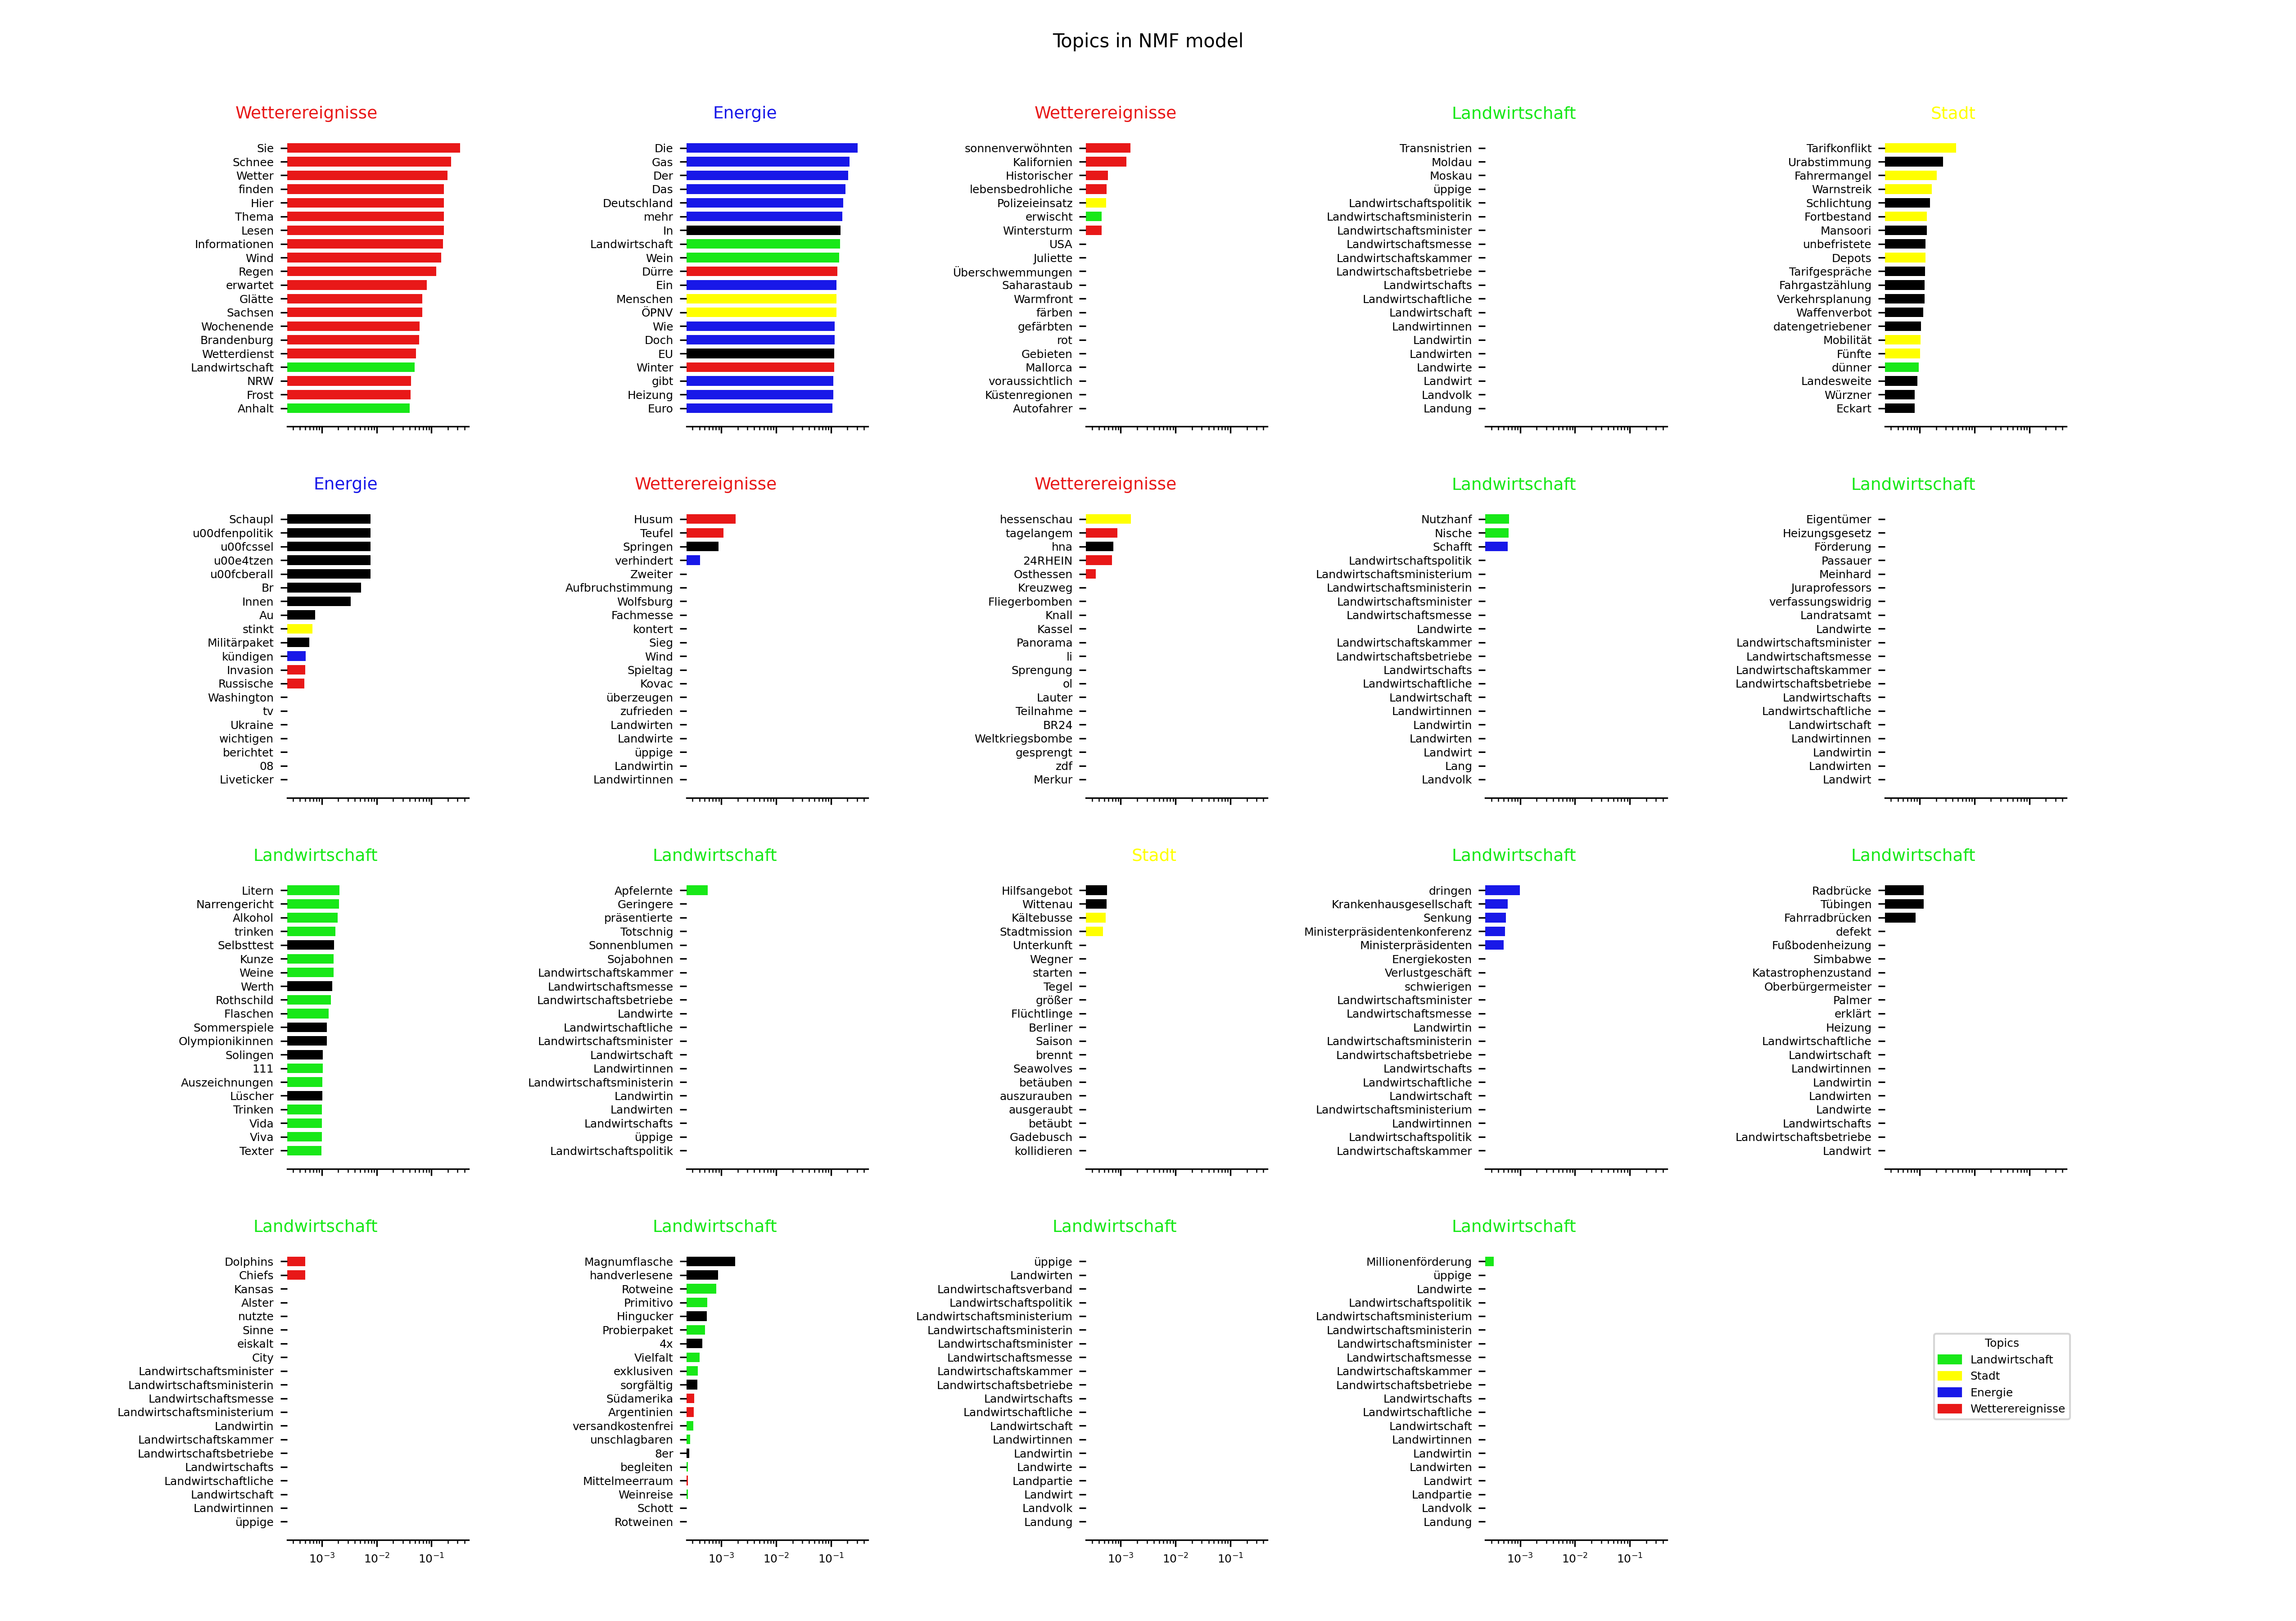 Topics in NMF model
Wetterereignisse
Sie
Schnee
Wetter
finden
Hier
Thema
Lesen
Informationen
Wind
Regen
erwartet
Glätte
Sachsen
Wochenende
Brandenburg
Wetterdienst
Landwirtschaft
NRW
Frost
Anhalt
Energie
Die
Gas
Der
Das
Deutschland
mehr
In
Landwirtschaft
Wein
Dürre
Ein
Menschen
ÖPNV
Wie
Doch
EU
Winter
gibt
Heizung
Euro
Wetterereignisse
sonnenverwöhnten
Kalifornien
Historischer
lebensbedrohliche
Polizeieinsatz
erwischt
Wintersturm
USA
Juliette
Überschwemmungen
Saharastaub
Warmfront
färben
gefärbten
rot
Gebieten
Mallorca
voraussichtlich
Küstenregionen
Autofahrer
Landwirtschaft
Transnistrien
Moldau
Moskau
üppige
Landwirtschaftspolitik
Landwirtschaftsministerin
Landwirtschaftsminister
Landwirtschaftsmesse
Landwirtschaftskammer
Landwirtschaftsbetriebe
Landwirtschafts
Landwirtschaftliche
Landwirtschaft
Landwirtinnen
Landwirtin
Landwirten
Landwirte
Landwirt
Landvolk
Landung
Stadt
Tarifkonflikt
Urabstimmung
Fahrermangel
Warnstreik
Schlichtung
Fortbestand
Mansoori
unbefristete
Depots
Tarifgespräche
Fahrgastzählung
Verkehrsplanung
Waffenverbot
datengetriebener
Mobilität
Fünfte
dünner
Landesweite
Würzner
Eckart
Energie
Schaupl
u00dfenpolitik
u00fcssel
u00e4tzen
u00fcberall
Br
Innen
Au
stinkt
Militärpaket
kündigen
Invasion
Russische
Washington
tv
Ukraine
wichtigen
berichtet
08
Liveticker
Wetterereignisse
Husum
Teufel
Springen
verhindert
Zweiter
Aufbruchstimmung
Wolfsburg
Fachmesse
kontert
Sieg
Wind
Spieltag
Kovac
überzeugen
zufrieden
Landwirten
Landwirte
üppige
Landwirtin
Landwirtinnen
Wetterereignisse
hessenschau
tagelangem
hna
24RHEIN
Osthessen
Kreuzweg
Fliegerbomben
Knall
Kassel
Panorama
li
Sprengung
ol
Lauter
Teilnahme
BR24
Weltkriegsbombe
gesprengt
zdf
Merkur
Landwirtschaft
Nutzhanf
Nische
Schafft
Landwirtschaftspolitik
Landwirtschaftsministerium
Landwirtschaftsministerin
Landwirtschaftsminister
Landwirtschaftsmesse
Landwirte
Landwirtschaftskammer
Landwirtschaftsbetriebe
Landwirtschafts
Landwirtschaftliche
Landwirtschaft
Landwirtinnen
Landwirtin
Landwirten
Landwirt
Lang
Landvolk
Landwirtschaft
Eigentümer
Heizungsgesetz
Förderung
Passauer
Meinhard
Juraprofessors
verfassungswidrig
Landratsamt
Landwirte
Landwirtschaftsminister
Landwirtschaftsmesse
Landwirtschaftskammer
Landwirtschaftsbetriebe
Landwirtschafts
Landwirtschaftliche
Landwirtschaft
Landwirtinnen
Landwirtin
Landwirten
Landwirt
Landwirtschaft
Litern
Narrengericht
Alkohol
trinken
Selbsttest
Kunze
Weine
Werth
Rothschild
Flaschen
Sommerspiele
Olympionikinnen
Solingen
111
Auszeichnungen
Lüscher
Trinken
Vida
Viva
Texter
Landwirtschaft
Apfelernte
Geringere
präsentierte
Totschnig
Sonnenblumen
Sojabohnen
Landwirtschaftskammer
Landwirtschaftsmesse
Landwirtschaftsbetriebe
Landwirte
Landwirtschaftliche
Landwirtschaftsminister
Landwirtschaft
Landwirtinnen
Landwirtschaftsministerin
Landwirtin
Landwirten
Landwirtschafts
üppige
Landwirtschaftspolitik
Stadt
Hilfsangebot
Wittenau
Kältebusse
Stadtmission
Unterkunft
Wegner
starten
Tegel
größer
Flüchtlinge
Berliner
Saison
brennt
Seawolves
betäuben
auszurauben
ausgeraubt
betäubt
Gadebusch
kollidieren
Landwirtschaft
dringen
Krankenhausgesellschaft
Senkung
Ministerpräsidentenkonferenz
Ministerpräsidenten
Energiekosten
Verlustgeschäft
schwierigen
Landwirtschaftsminister
Landwirtschaftsmesse
Landwirtin
Landwirtschaftsministerin
Landwirtschaftsbetriebe
Landwirtschafts
Landwirtschaftliche
Landwirtschaft
Landwirtschaftsministerium
Landwirtinnen
Landwirtschaftspolitik
Landwirtschaftskammer
Landwirtschaft
Radbrücke
Tübingen
Fahrradbrücken
defekt
Fußbodenheizung
Simbabwe
Katastrophenzustand
Oberbürgermeister
Palmer
erklärt
Heizung
Landwirtschaftliche
Landwirtschaft
Landwirtinnen
Landwirtin
Landwirten
Landwirte
Landwirtschafts
Landwirtschaftsbetriebe
Landwirt
Landwirtschaft
Dolphins
Chiefs
Kansas
Alster
nutzte
Sinne
eiskalt
City
Landwirtschaftsminister
Landwirtschaftsministerin
Landwirtschaftsmesse
Landwirtschaftsministerium
Landwirtin
Landwirtschaftskammer
Landwirtschaftsbetriebe
Landwirtschafts
Landwirtschaftliche
Landwirtschaft
Landwirtinnen
üppige
10⁻³ 10⁻² 10⁻¹
Landwirtschaft
Magnumflasche
handverlesene
Rotweine
Primitivo
Hingucker
Probierpaket
4x
Vielfalt
exklusiven
sorgfältig
Südamerika
Argentinien
versandkostenfrei
unschlagbaren
8er
begleiten
Mittelmeerraum
Weinreise
Schott
Rotweinen
10⁻³ 10⁻² 10⁻¹
Landwirtschaft
üppige
Landwirten
Landwirtschaftsverband
Landwirtschaftspolitik
Landwirtschaftsministerium
Landwirtschaftsministerin
Landwirtschaftsminister
Landwirtschaftsmesse
Landwirtschaftskammer
Landwirtschaftsbetriebe
Landwirtschafts
Landwirtschaftliche
Landwirtschaft
Landwirtinnen
Landwirtin
Landwirte
Landpartie
Landwirt
Landvolk
Landung
10⁻³ 10⁻² 10⁻¹
Landwirtschaft
Millionenförderung
üppige
Landwirte
Landwirtschaftspolitik
Landwirtschaftsministerium
Landwirtschaftsministerin
Landwirtschaftsminister
Landwirtschaftsmesse
Landwirtschaftskammer
Landwirtschaftsbetriebe
Landwirtschafts
Landwirtschaftliche
Landwirtschaft
Landwirtinnen
Landwirtin
Landwirten
Landwirt
Landpartie
Landvolk
Landung
10⁻³ 10⁻² 10⁻¹
Topics
Landwirtschaft
Stadt
Energie
Wetterereignisse